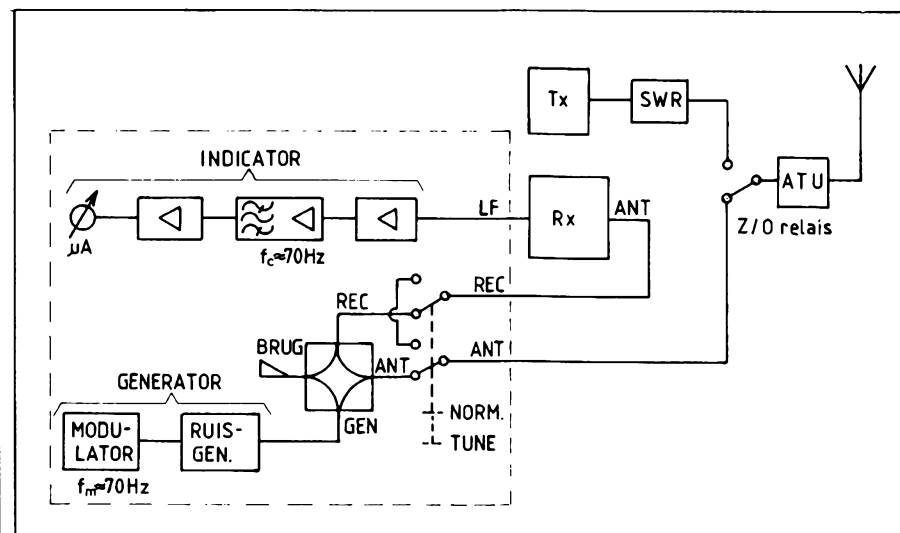 Tx
SWR
INDICATOR
ATU
LF
Rx
ANT
Z/O relais
µA
fc≈70Hz
REC
REC
BRUG
ANT
ANT
GENERATOR
GEN
NORM.
MODU-
LATOR
RUIS-
GEN.
TUNE
fm≈70Hz